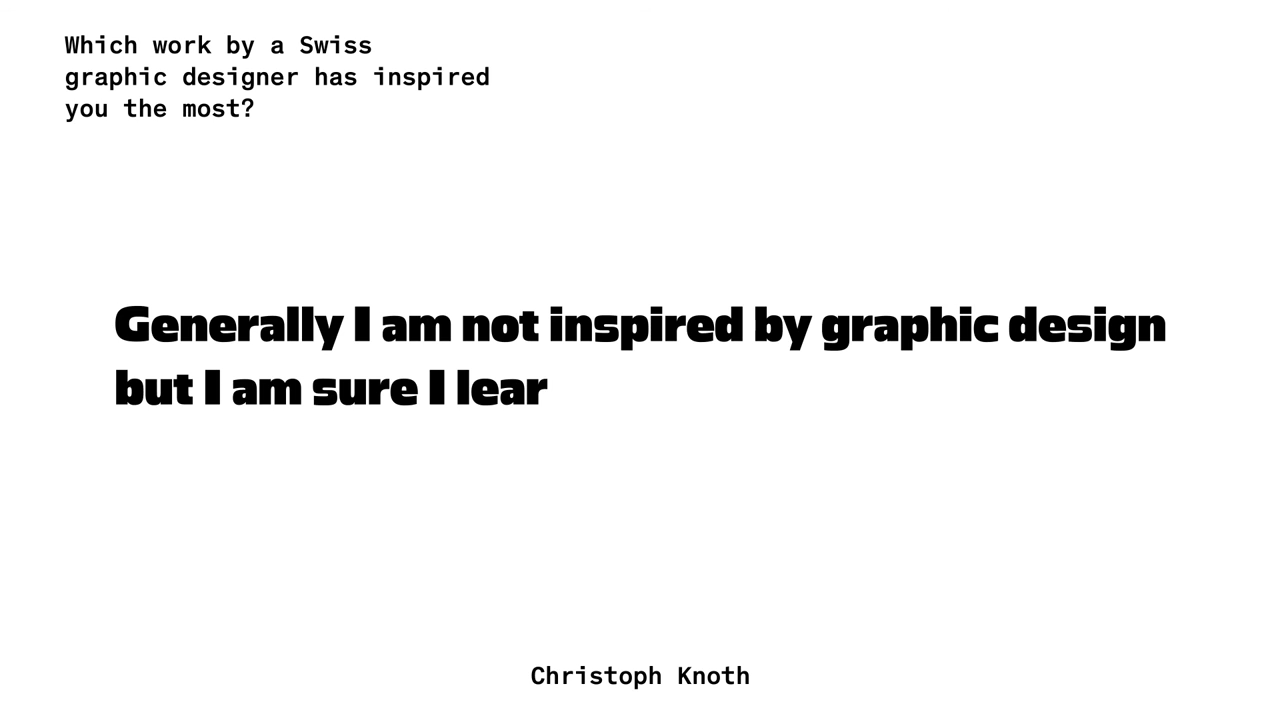 Which work by a Swiss
graphic designer has inspired
you the most?
Generally I am not inspired by graphic design
but I am sure I lear
Christoph Knoth